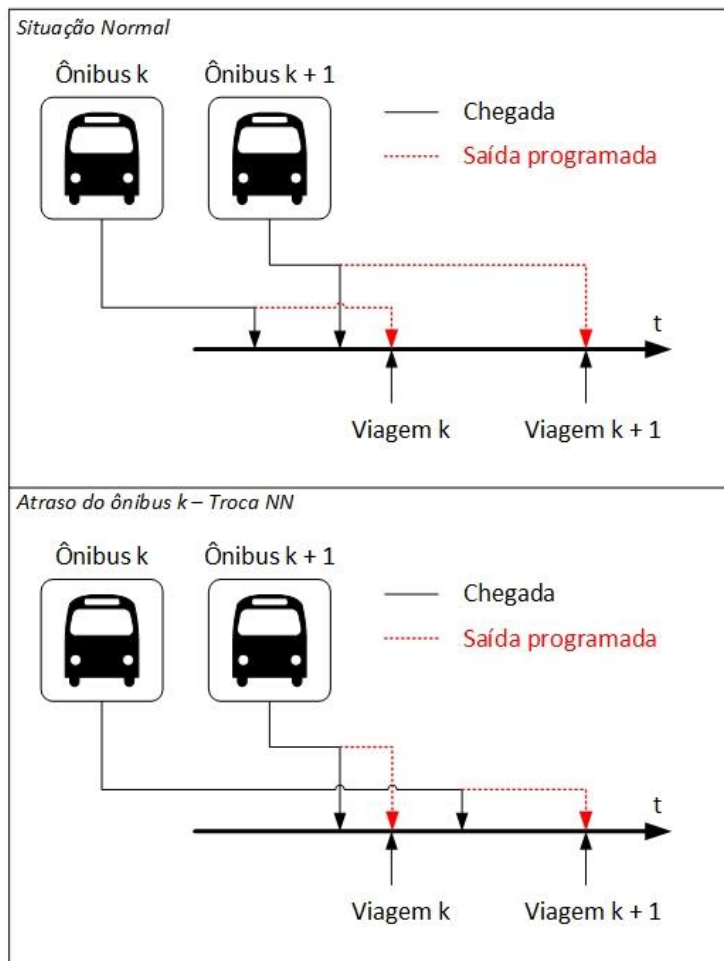 Situação Normal
Ônibus k
Ônibus k + 1
Chegada
Saída programada
t
Viagem k
Viagem k + 1
Atraso do ônibus k – Troca NN
Ônibus k
Ônibus k + 1
Chegada
Saída programada
t
Viagem k
Viagem k + 1